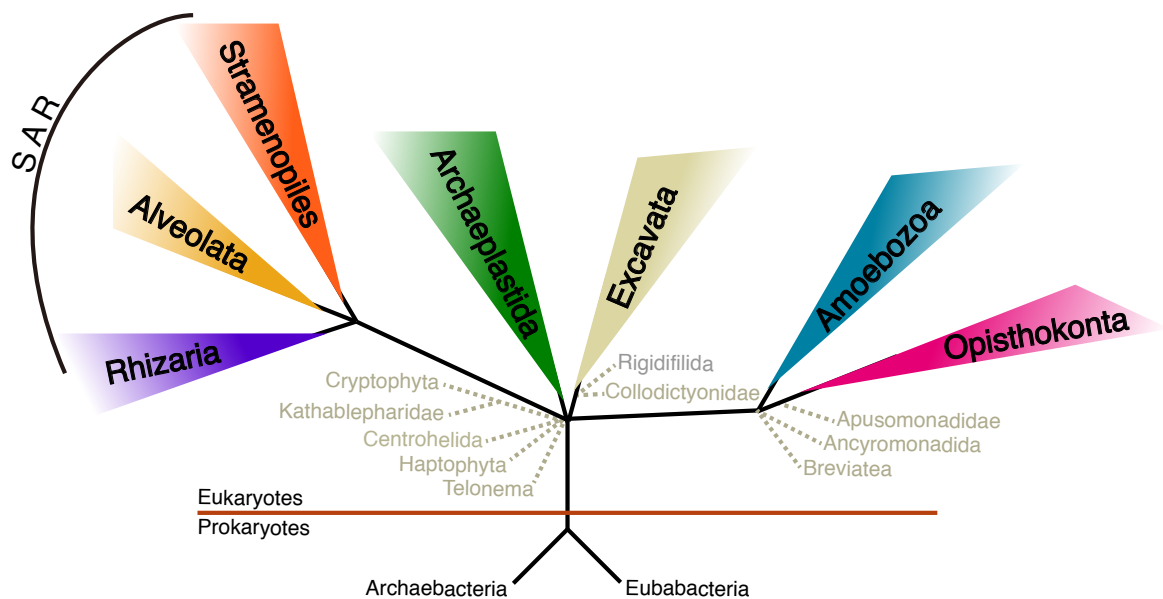 SAR
Stramenopiles
Alveolata
Rhizaria
Archaeplastida
Excavata
Amoebozoa
Opisthokonta
Rigidifilida
Collodictyonidae
Cryptophyta
Kathablepharidae
Centrohelida
Haptophyta
Telonema
Apusomonadidae
Ancyromonadida
Breviatea
Eukaryotes
Prokaryotes
Archaebacteria
Eubabacteria